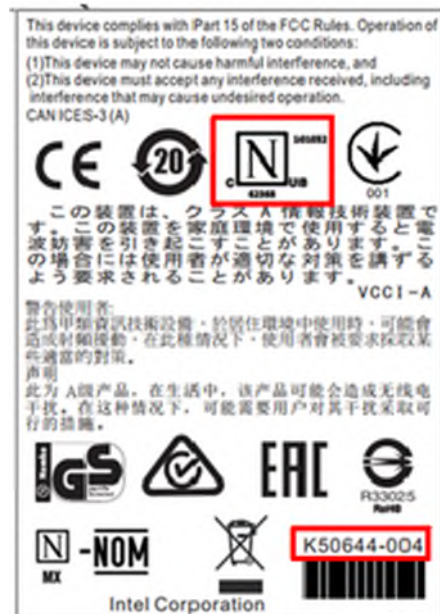 This device complies with Part 15 of the FCC Rules. Operation of
this device is subject to the following two conditions:
(1)This device may not cause harmful interference, and
(2)This device must accept any interference received, including
interference that may cause undesired operation.
CAN ICES-3 (A)
CE
20
C N UB
62368
001
この装置は、クラスA情報技術装置で
す。この装置を家庭環境で使用すると電
波妨害を引き起こすことがあります。こ
の場合には使用者が適切な対策を講ずる
よう要求されることがあります。
VCCI-A
警告使用者:
此為甲類資訊技術設備，於居住環境中使用時，可能會
造成射頻擾動，在此種情況下，使用者會被要求採取某
些適當的對策。
声明
此为 A级产品，在生活中，该产品可能会造成无线电
干扰。在这种情况下，可能需要用户对其干扰采取可
行的措施。
GS
EAC
R33025
RoHS
N
MX
-NOM
K50644-004
Intel Corporation